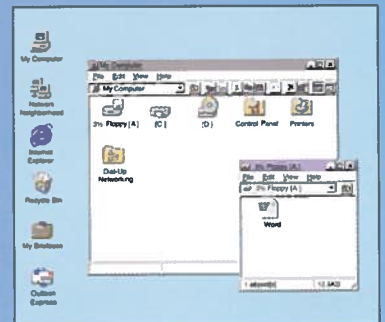 My Computer
Network
Neighborhood
Internet
Explorer
Recycle Bin
My Briefcase
Outlook
Express
My Computer
File Edit View Help
My Computer
3½ Floppy [A]
[C]
[D]
Control Panel
Printers
Dial-Up
Networking
3½ Floppy [A]
File Edit View Help
3½ Floppy [A]
Word
1 object(s)